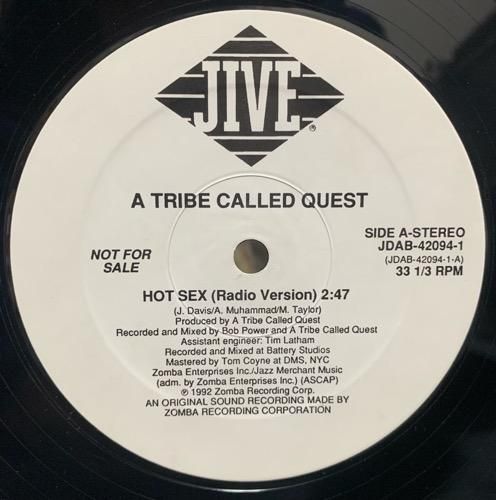 JIVE®
A TRIBE CALLED QUEST
NOT FOR
SALE
SIDE A-STEREO
JDAB-42094-1
(JDAB-42094-1-A)
33 1/3 RPM
HOT SEX (Radio Version) 2:47
(J. Davis/A. Muhammad/M. Taylor)
Produced by A Tribe Called Quest
Recorded and Mixed by Bob Power and A Tribe Called Quest
Assistant engineer: Tim Latham
Recorded and Mixed at Battery Studios
Mastered by Tom Coyne at DMS, NYC
Zomba Enterprises Inc./Jazz Merchant Music
(adm. by Zomba Enterprises Inc.) (ASCAP)
℗ 1992 Zomba Recording Corp.
AN ORIGINAL SOUND RECORDING MADE BY
ZOMBA RECORDING CORPORATION